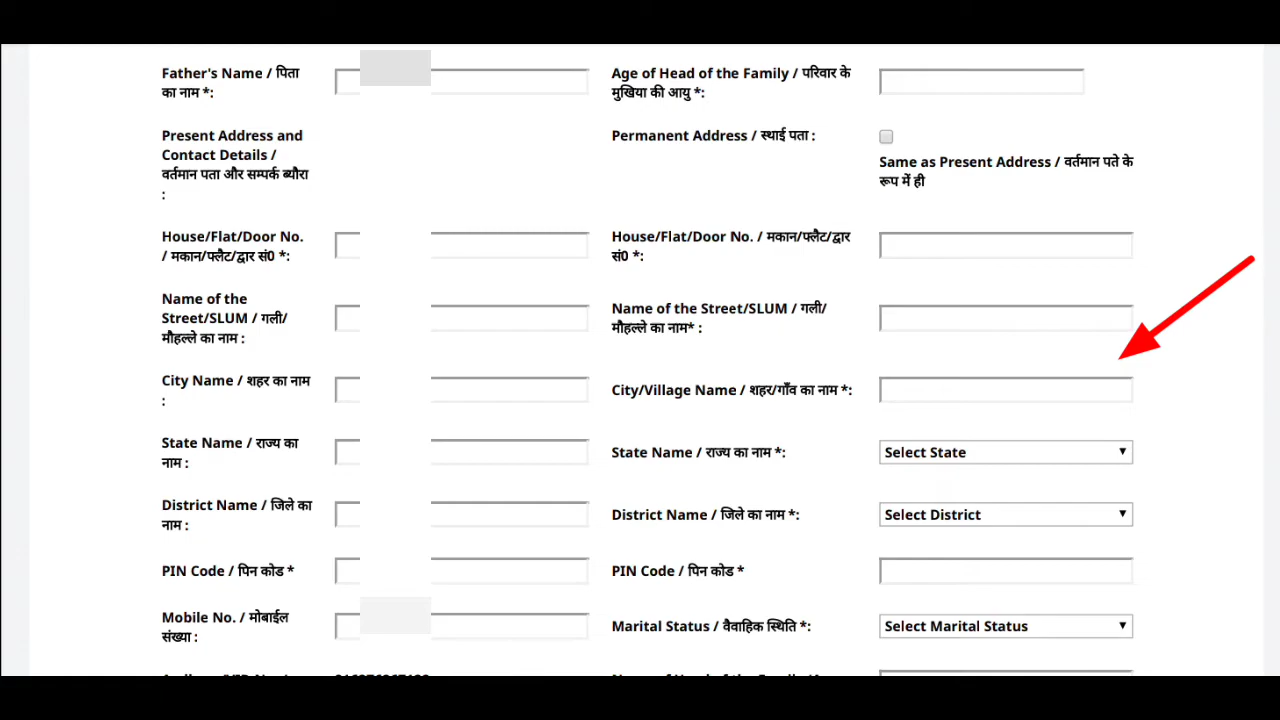 Father's Name / पिता
का नाम *:
Age of Head of the Family / परिवार के
मुखिया की आयु *:
Present Address and
Contact Details /
वर्तमान पता और सम्पर्क ब्यौरा
:
Permanent Address / स्थाई पता :
Same as Present Address / वर्तमान पते के
रूप में ही
House/Flat/Door No.
/ मकान/फ्लैट/द्वार सं0 *:
House/Flat/Door No. / मकान/फ्लैट/द्वार
सं0 *:
Name of the
Street/SLUM / गली/
मौहल्ले का नाम :
Name of the Street/SLUM / गली/
मौहल्ले का नाम* :
City Name / शहर का नाम
:
City/Village Name / शहर/गाँव का नाम *:
State Name / राज्य का
नाम :
State Name / राज्य का नाम *:
Select State
District Name / जिले का
नाम :
District Name / जिले का नाम *:
Select District
PIN Code / पिन कोड *
PIN Code / पिन कोड *
Mobile No. / मोबाईल
संख्या :
Marital Status / वैवाहिक स्थिति *:
Select Marital Status